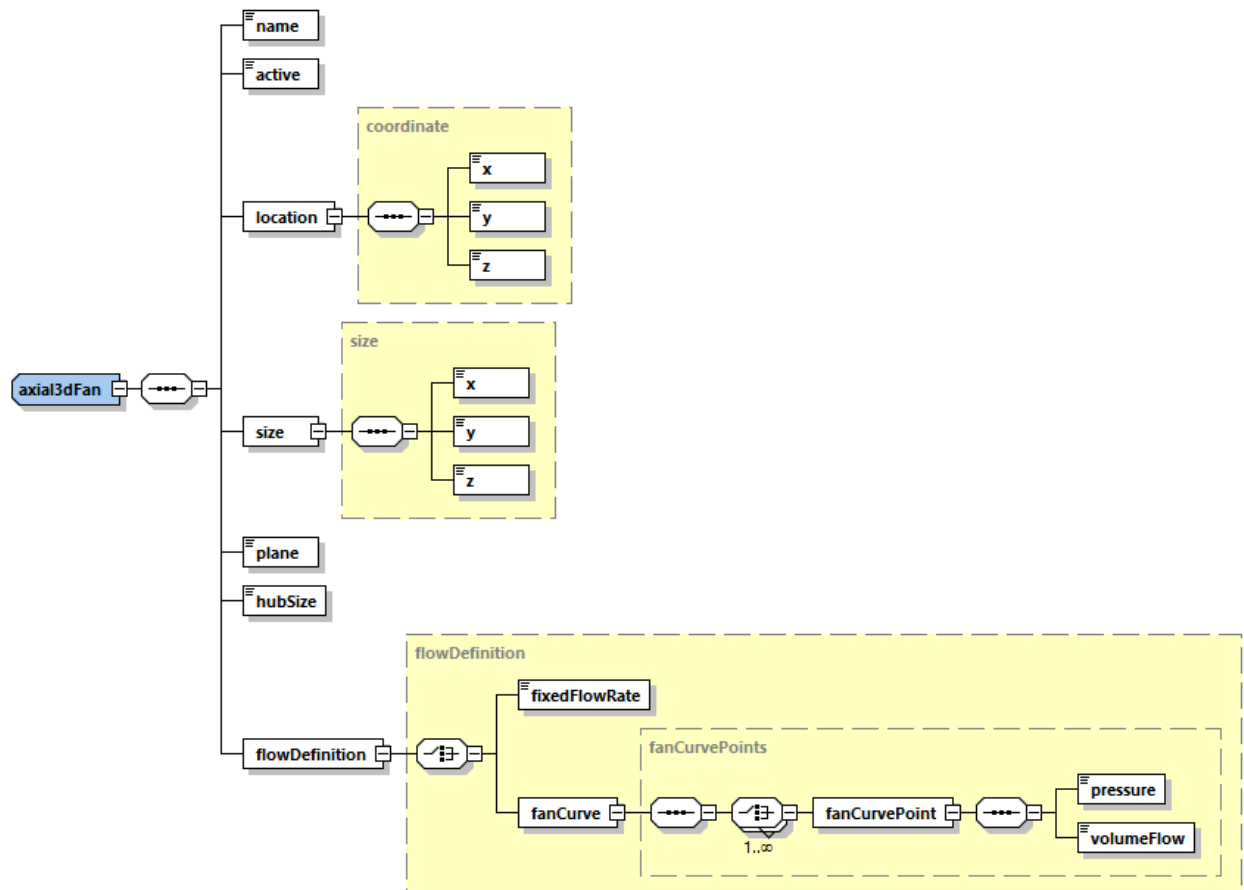 name
active
coordinate
x
location
y
z
size
x
axial3dFan
size
y
z
plane
hubSize
flowDefinition
fixedFlowRate
fanCurvePoints
flowDefinition
pressure
fanCurve
fanCurvePoint
volumeFlow
1..∞